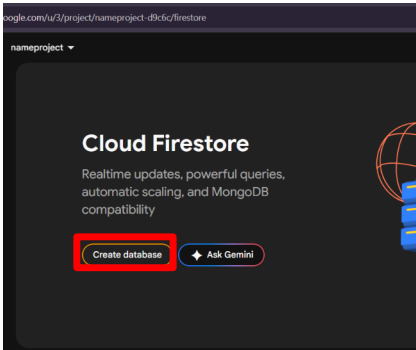 oogle.com/u/3/project/nameproject-d9c6c/firestore
nameproject
Cloud Firestore
Realtime updates, powerful queries,
automatic scaling, and MongoDB
compatibility
Create database
Ask Gemini